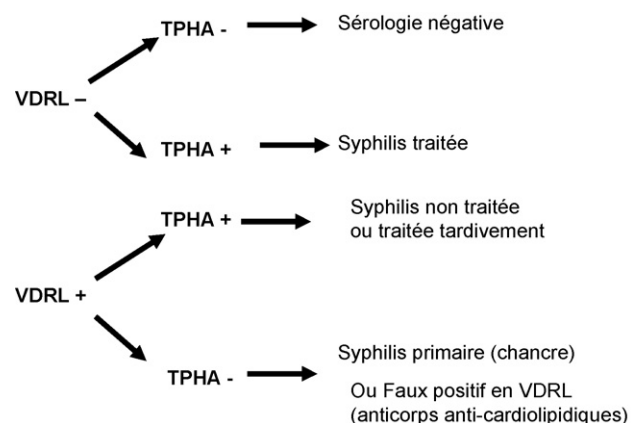 TPHA -
Sérologie négative
VDRL –
TPHA +
Syphilis traitée
TPHA +
Syphilis non traitée
ou traitée tardivement
VDRL +
TPHA -
Syphilis primaire (chancre)
Ou Faux positif en VDRL
(anticorps anti-cardiolipidiques)